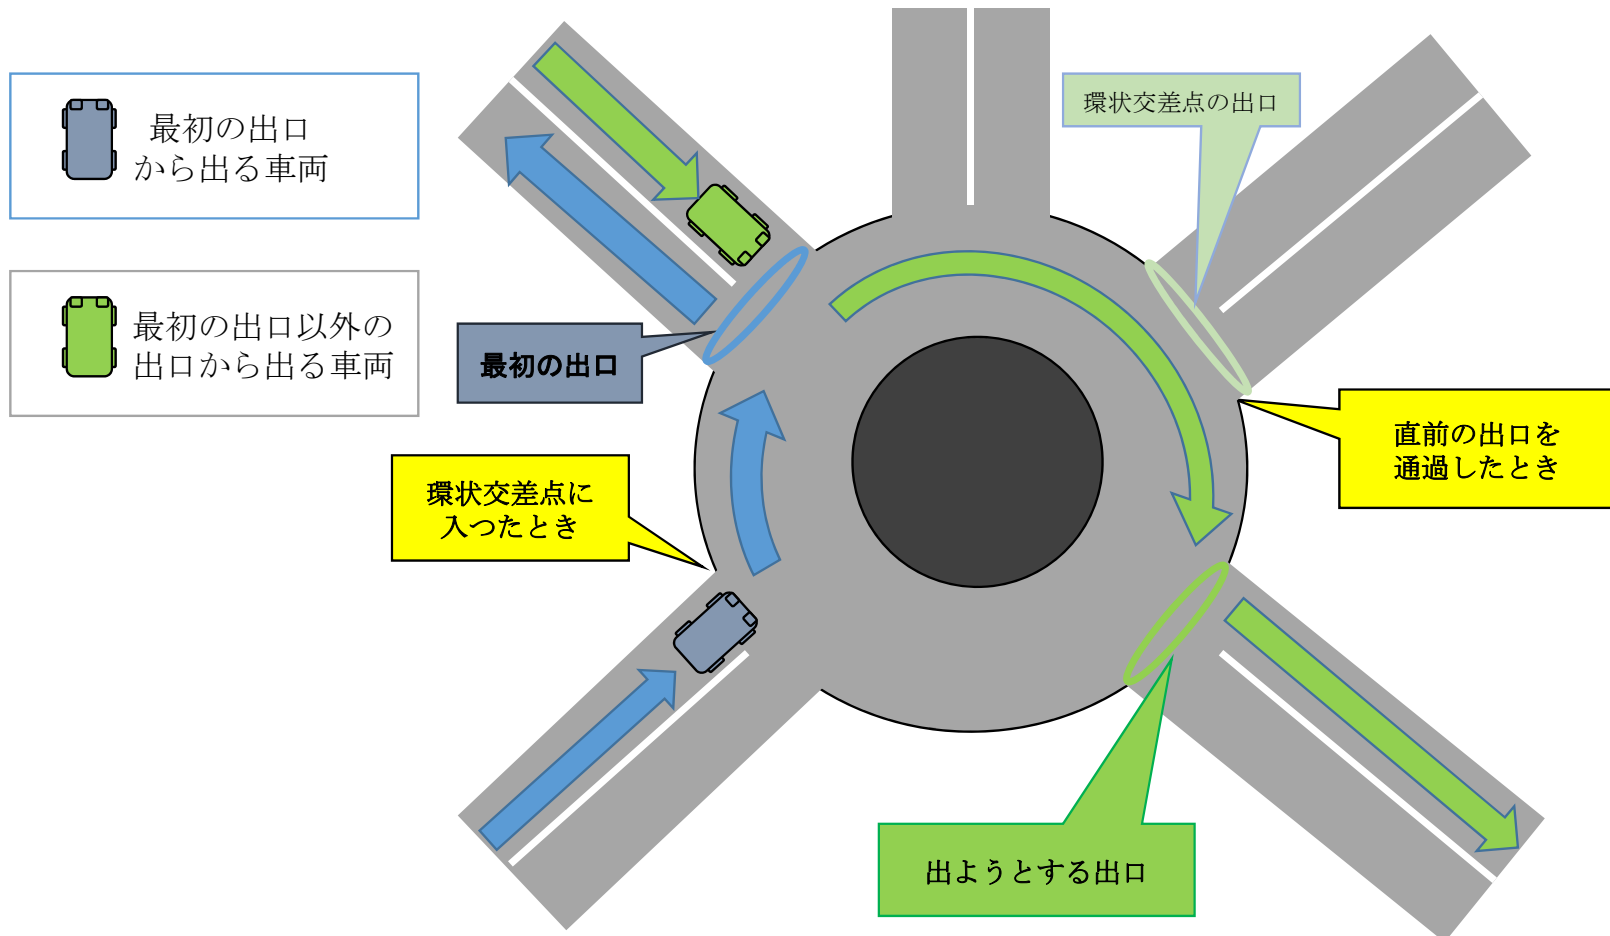 最初の出口
から出る車両
環状交差点の出口
最初の出口以外の
出口から出る車両
最初の出口
直前の出口を
通過したとき
環状交差点に
入つたとき
出ようとする出口